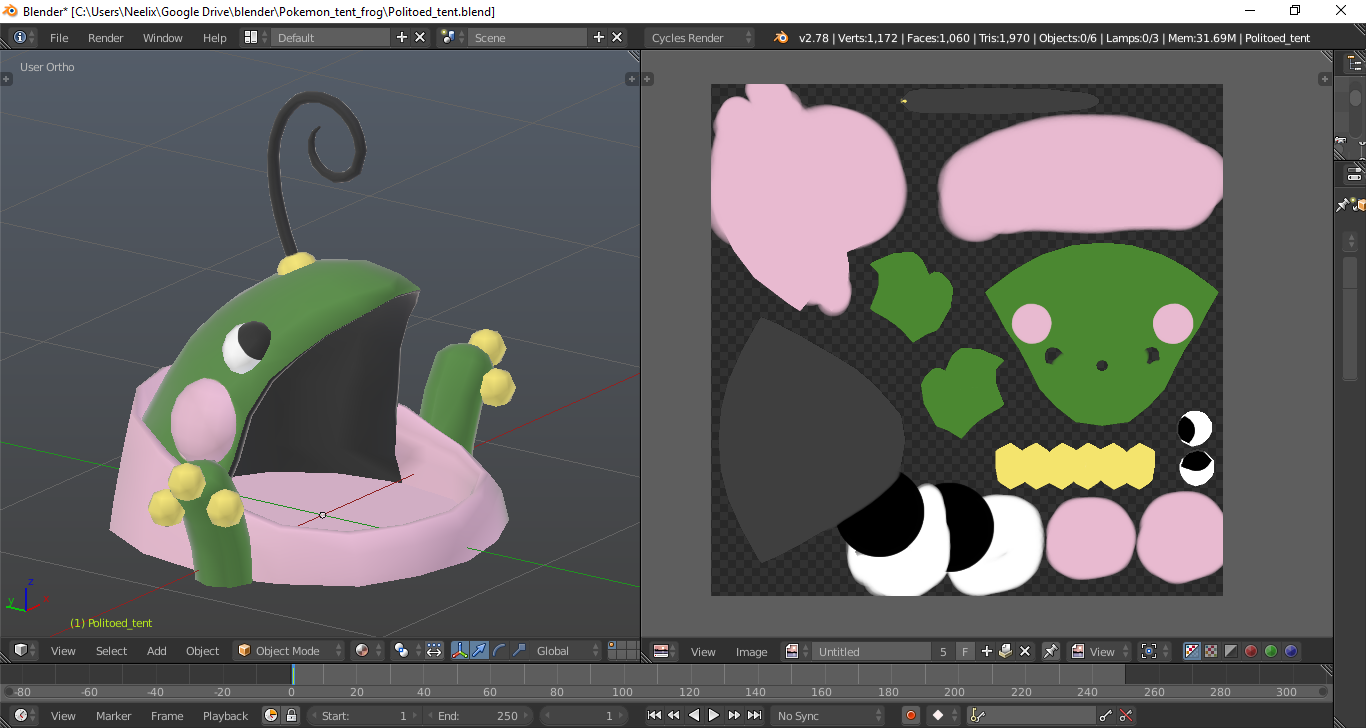 Blender* [C:\Users\Neelix\Google Drive\blender\Pokemon_tent_frog\Politoed_tent.blend]
File Render Window Help Default Scene Cycles Render v2.78 | Verts:1,172 | Faces:1,060 | Tris:1,970 | Objects:0/6 | Lamps:0/3 | Mem:31.69M | Politoed_tent
User Ortho
z
y
x
(1) Politoed_tent
View Select Add Object Object Mode Global View Image Untitled 5 F View
-80 -60 -40 -20 0 20 40 60 80 100 120 140 160 180 200 220 240 260 280 300
View Marker Frame Playback Start: 1 End: 250 1 No Sync